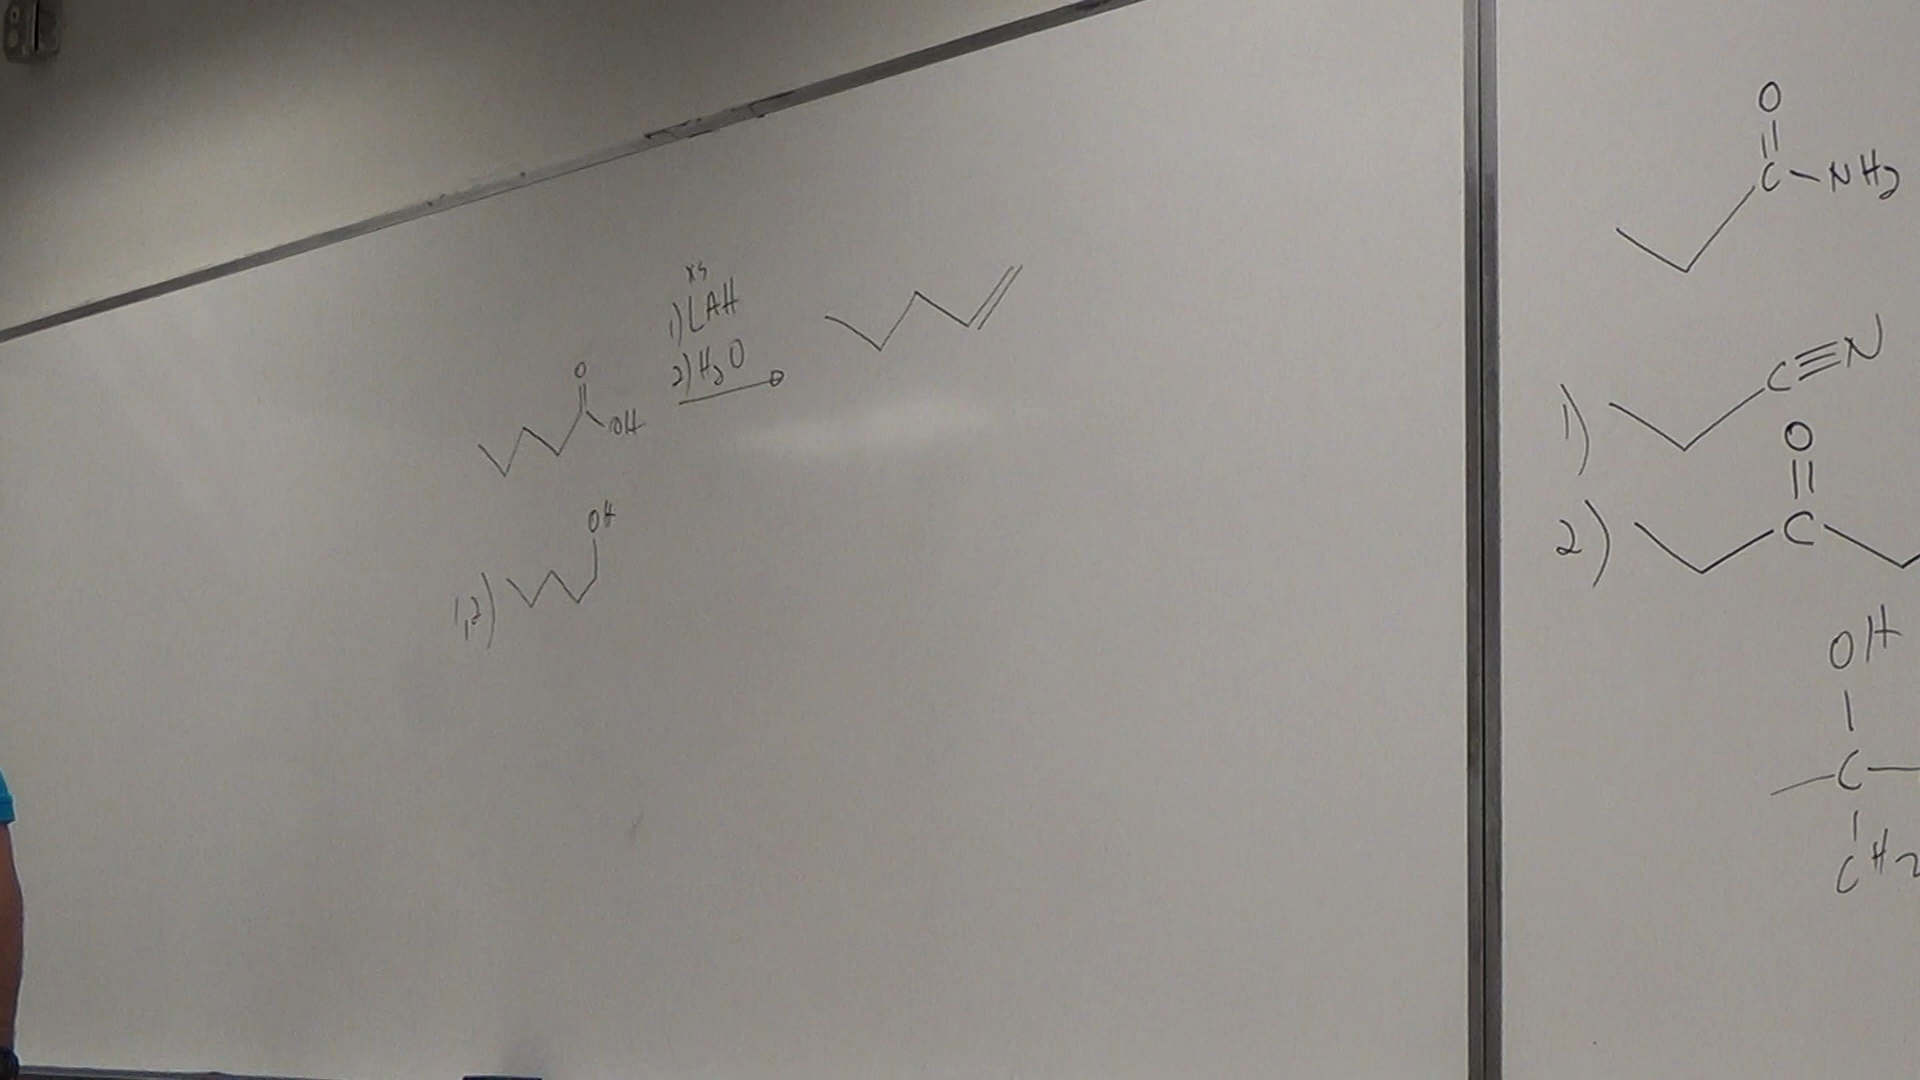 xs
1) LAH
2) H2O
O
OH
OH
1,2)
O
C-NH2
1) C≡N
O
2) C
OH
C
CH2